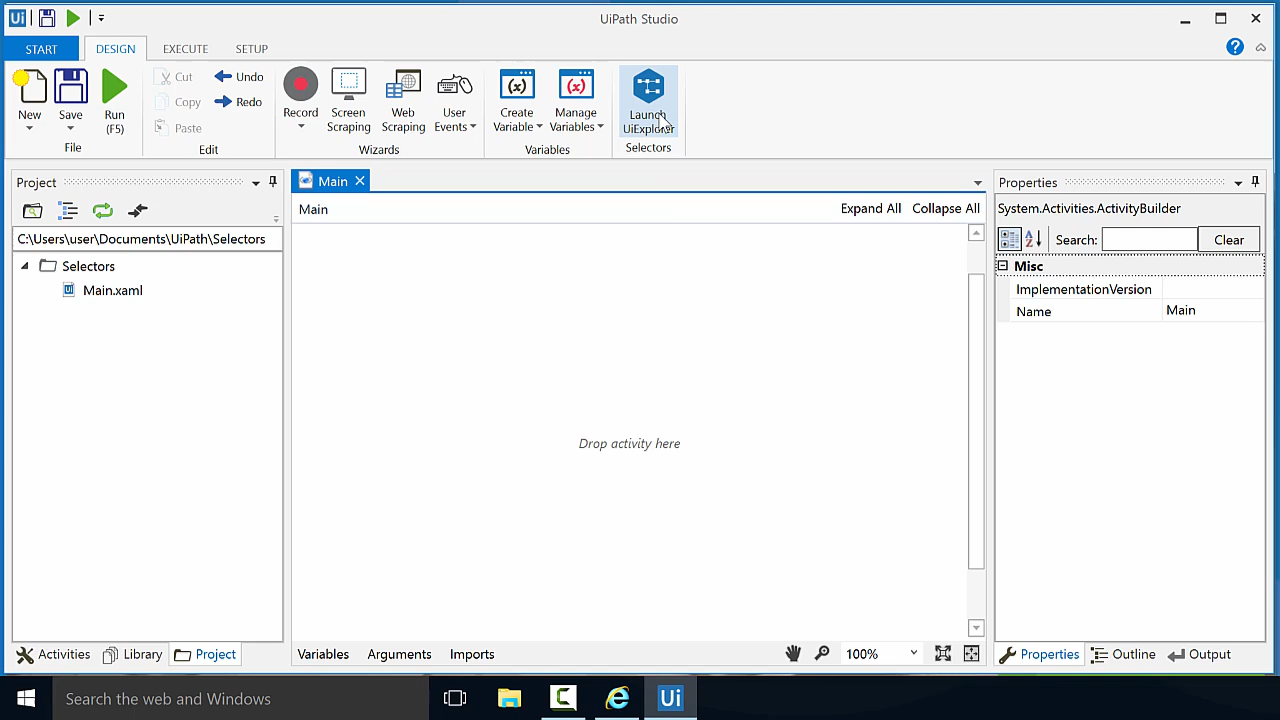 Ui
UiPath Studio
START
DESIGN
EXECUTE
SETUP
?
New
Save
Run
(F5)
File
Cut
Copy
Paste
Undo
Redo
Edit
Record
Screen
Scraping
Web
Scraping
User
Events
Wizards
(x)
Create
Variable
(x)
Manage
Variables
Variables
Launch
UiExplorer
Selectors
Project
C:\Users\user\Documents\UiPath\Selectors
Selectors
Ui
Main.xaml
Main
Main
Expand All
Collapse All
Drop activity here
Properties
System.Activities.ActivityBuilder
A
Z
Search:
Clear
Misc
ImplementationVersion
Name
Main
Activities
Library
Project
Variables
Arguments
Imports
100%
Properties
Outline
Output
Search the web and Windows
C
Ui